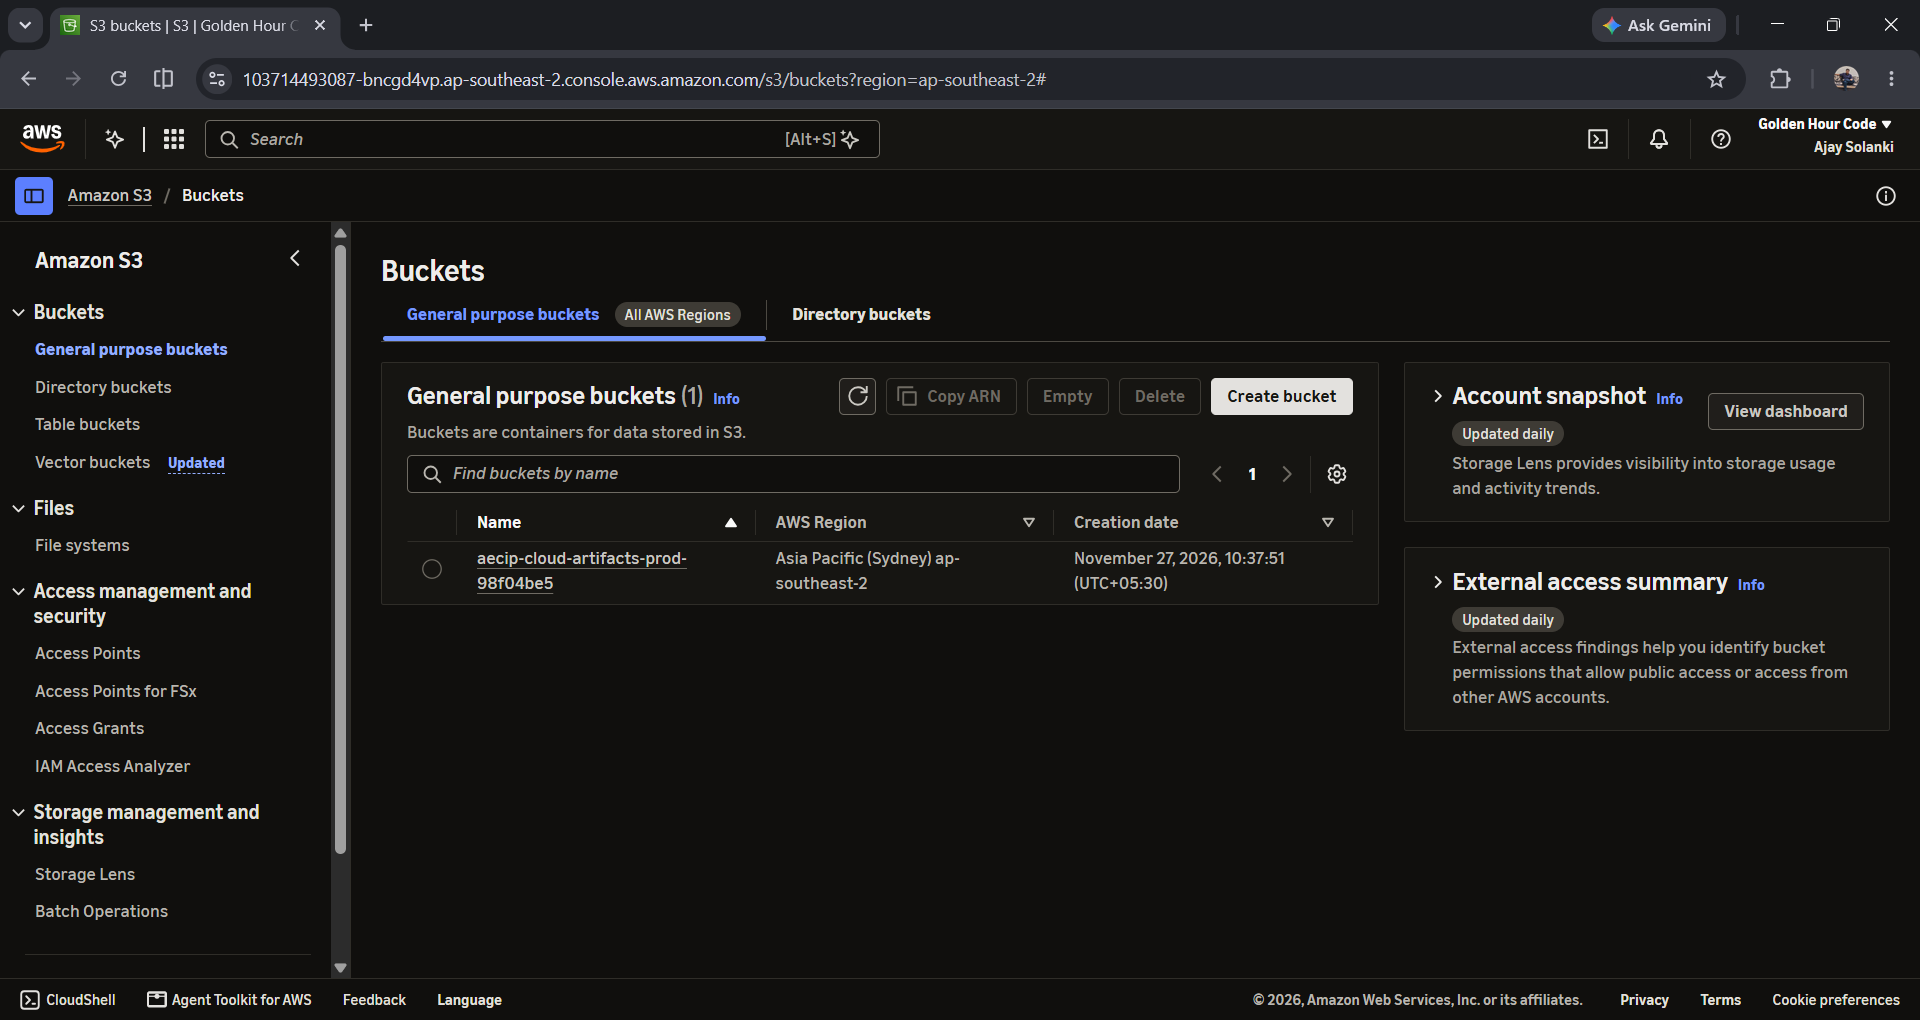 S3 buckets | S3 | Golden Hour C
Ask Gemini
103714493087-bncgd4vp.ap-southeast-2.console.aws.amazon.com/s3/buckets?region=ap-southeast-2#
aws
Search
[Alt+S]
Golden Hour Code
Ajay Solanki
Amazon S3 / Buckets
Amazon S3
Buckets
General purpose buckets
Directory buckets
Table buckets
Vector buckets Updated
Files
File systems
Access management and
security
Access Points
Access Points for FSx
Access Grants
IAM Access Analyzer
Storage management and
insights
Storage Lens
Batch Operations
Buckets
General purpose buckets All AWS Regions
Directory buckets
General purpose buckets (1) Info
Copy ARN
Empty
Delete
Create bucket
Buckets are containers for data stored in S3.
Find buckets by name
1
Name
AWS Region
Creation date
aecip-cloud-artifacts-prod-
98f04be5
Asia Pacific (Sydney) ap-
southeast-2
November 27, 2026, 10:37:51
(UTC+05:30)
Account snapshot Info
View dashboard
Updated daily
Storage Lens provides visibility into storage usage
and activity trends.
External access summary Info
Updated daily
External access findings help you identify bucket
permissions that allow public access or access from
other AWS accounts.
CloudShell
Agent Toolkit for AWS
Feedback
Language
© 2026, Amazon Web Services, Inc. or its affiliates.
Privacy
Terms
Cookie preferences